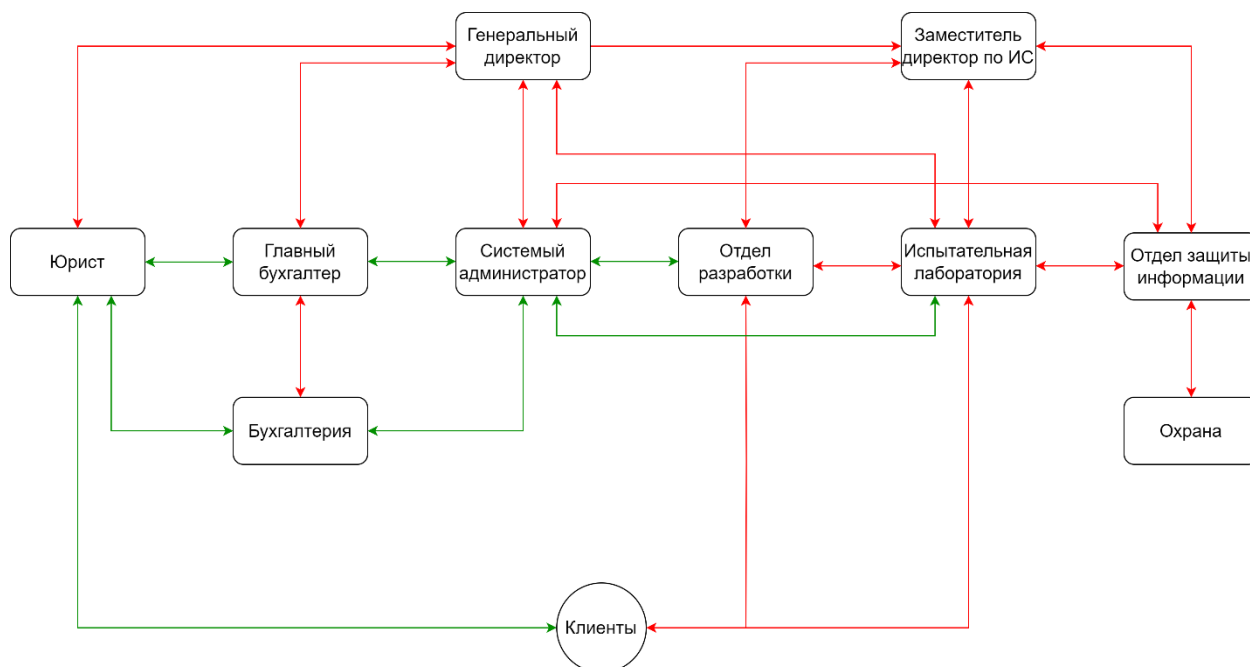 Генеральный
директор
Заместитель
директор по ИС
Юрист
Главный
бухгалтер
Системый
администратор
Отдел
разработки
Испытательная
лаборатория
Отдел защиты
информации
Бухгалтерия
Охрана
Клиенты